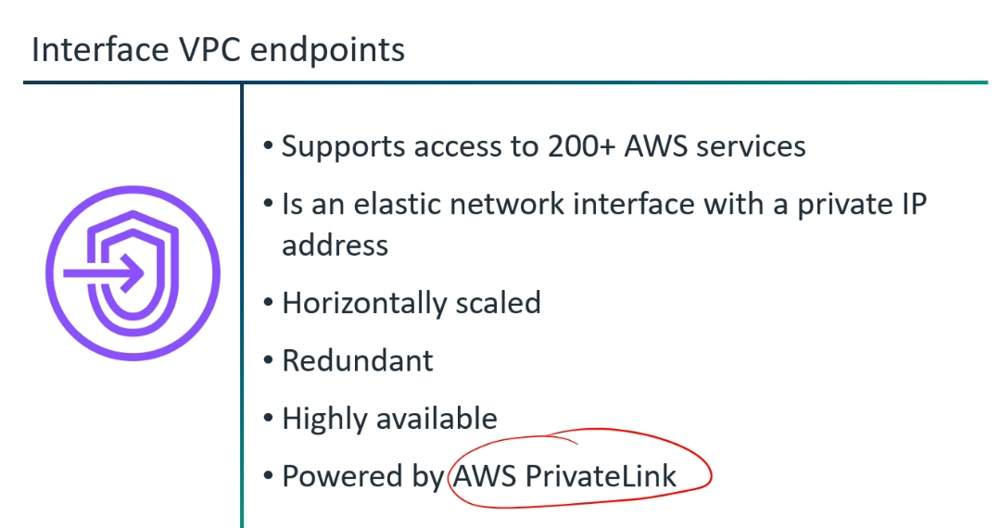 Interface VPC endpoints
• Supports access to 200+ AWS services
• Is an elastic network interface with a private IP
address
• Horizontally scaled
• Redundant
• Highly available
• Powered by AWS PrivateLink